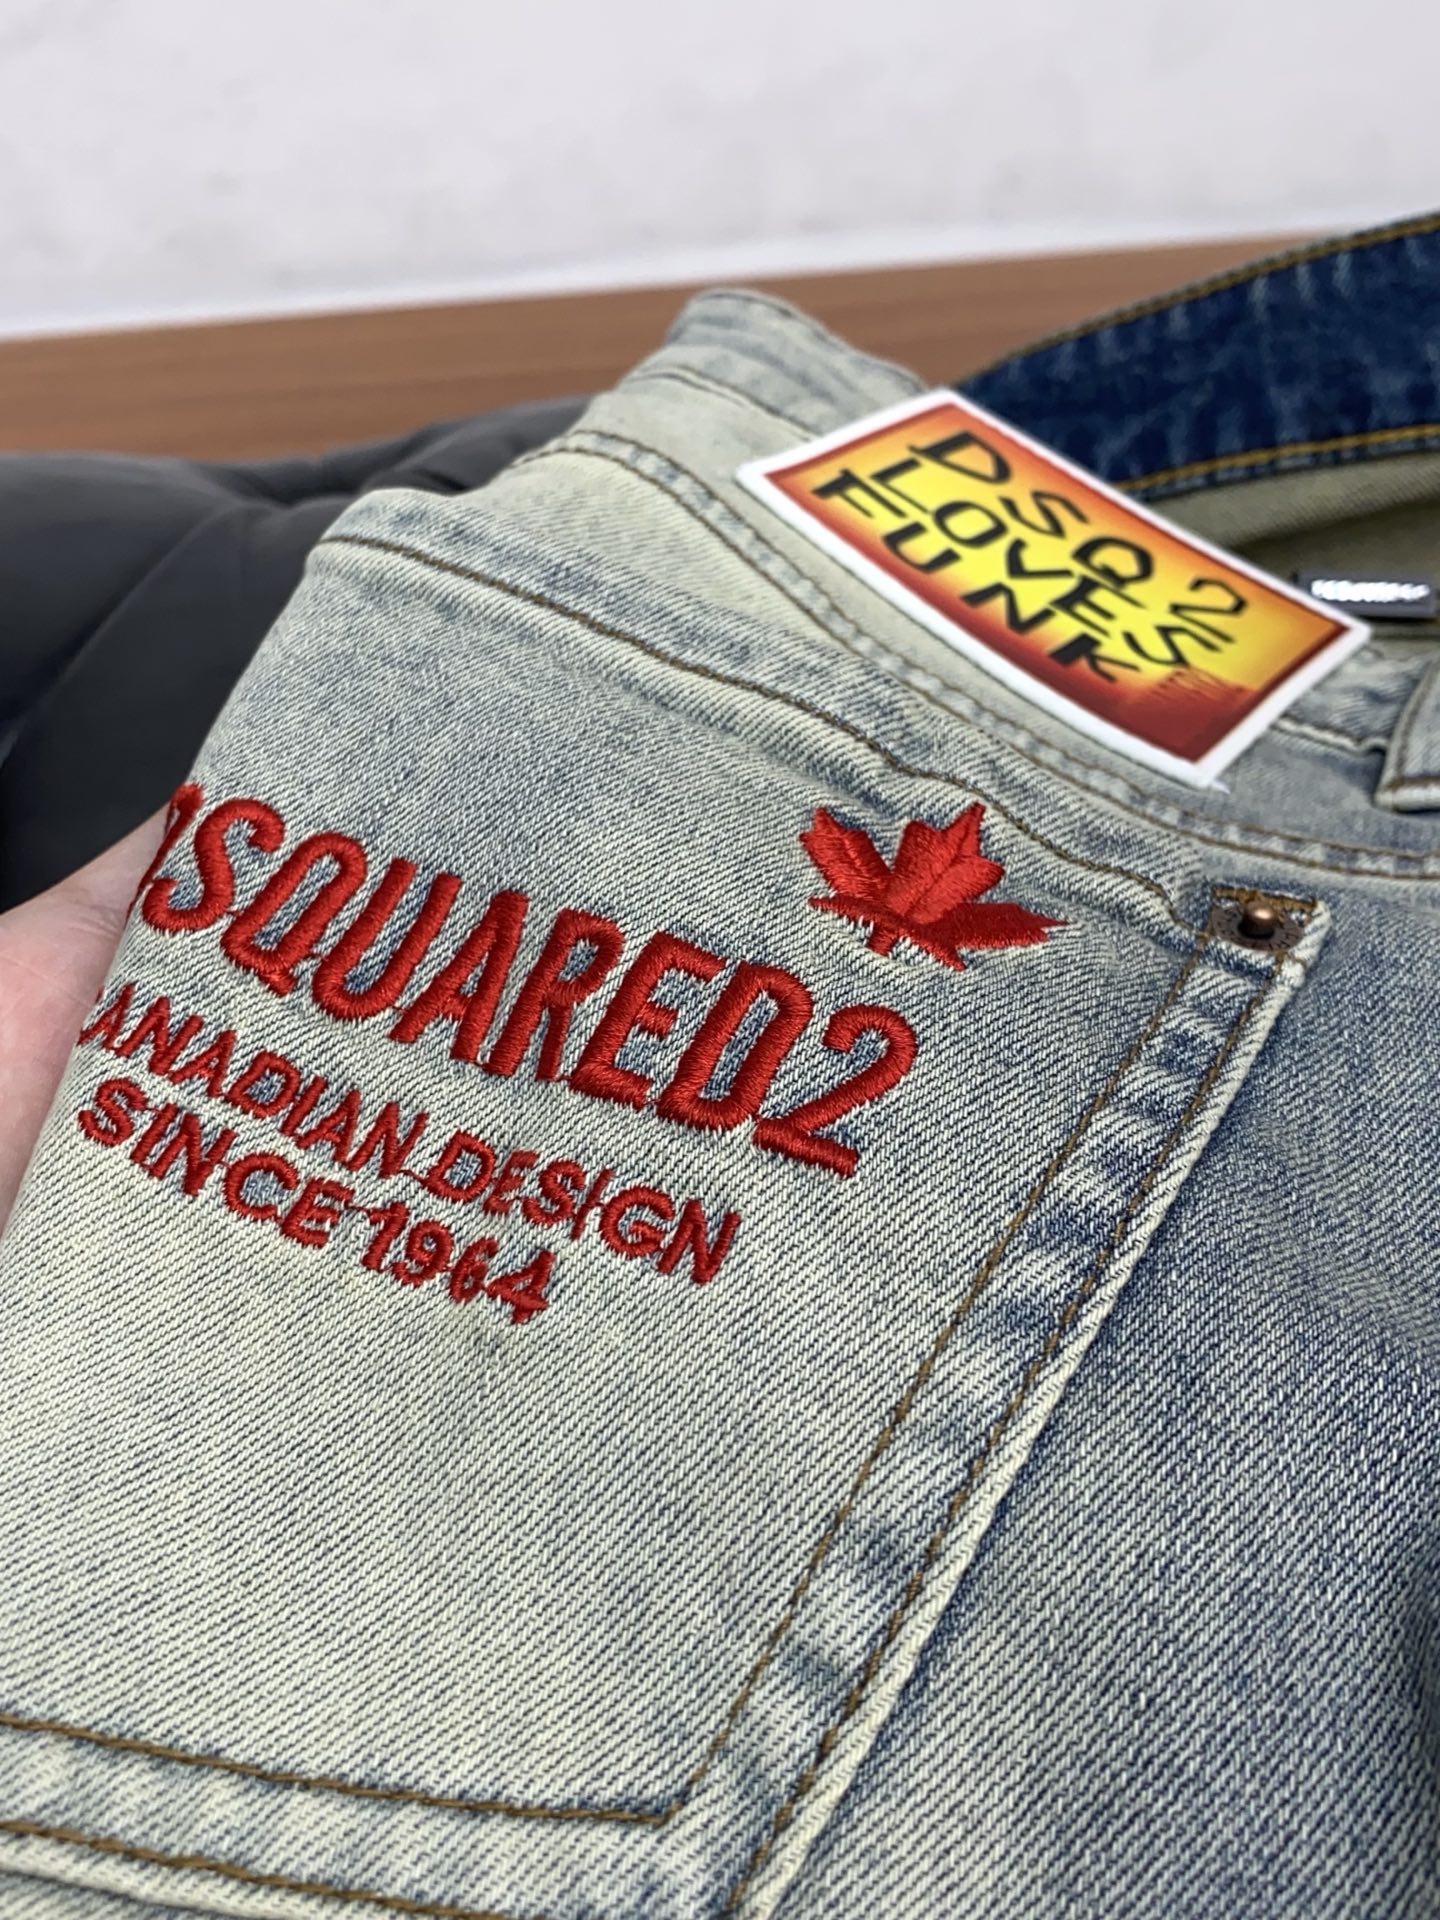 DSQ2
LOVES
FUNK
DSQUARED2
CANADIAN DESIGN
SINCE 1964